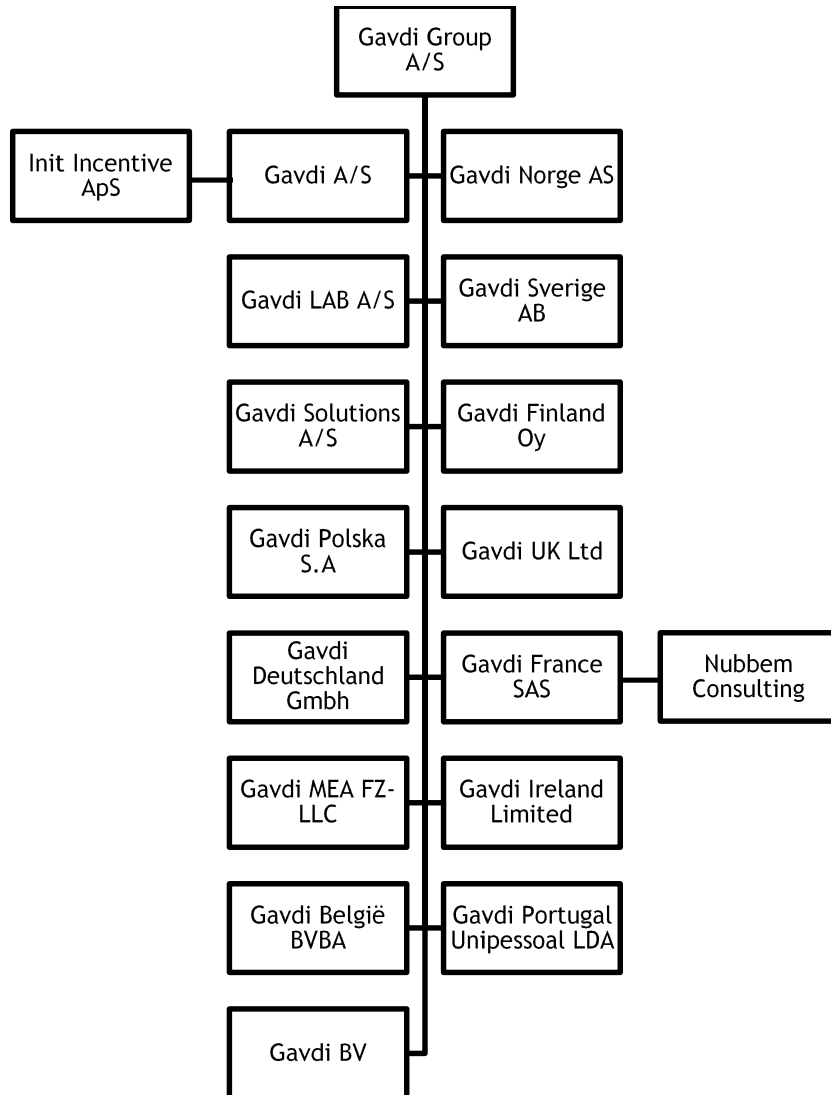 Gavdi Group
A/S
Init Incentive
ApS
Gavdi A/S
Gavdi Norge AS
Gavdi LAB A/S
Gavdi Sverige
AB
Gavdi Solutions
A/S
Gavdi Finland
Oy
Gavdi Polska
S.A
Gavdi UK Ltd
Gavdi
Deutschland
Gmbh
Gavdi France
SAS
Nubbem
Consulting
Gavdi MEA FZ-
LLC
Gavdi Ireland
Limited
Gavdi België
BVBA
Gavdi Portugal
Unipessoal LDA
Gavdi BV